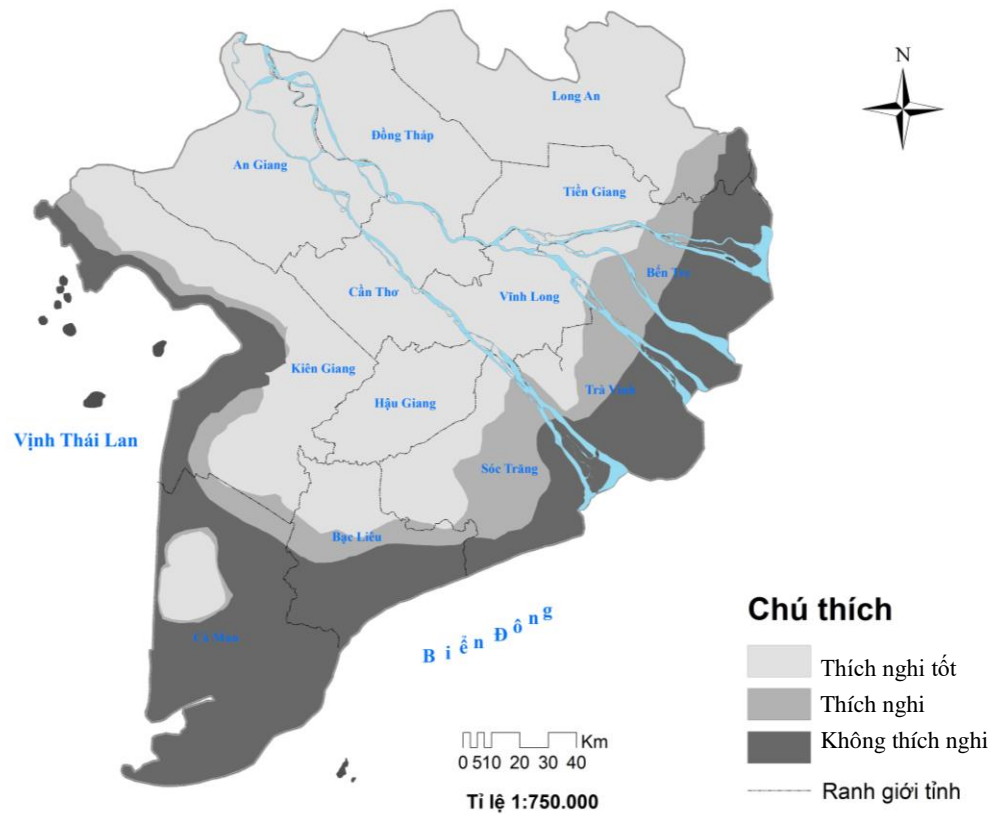 N
Long An
Đồng Tháp
An Giang
Tiền Giang
Bến Tre
Cần Thơ
Vĩnh Long
Kiên Giang
Trà Vinh
Hậu Giang
Vịnh Thái Lan
Sóc Trăng
Bạc Liêu
Cà Mau
Biển Đông
Chú thích
Thích nghi tốt
Thích nghi
Không thích nghi
Ranh giới tỉnh
Km
0 510 20 30 40
Tỉ lệ 1:750.000